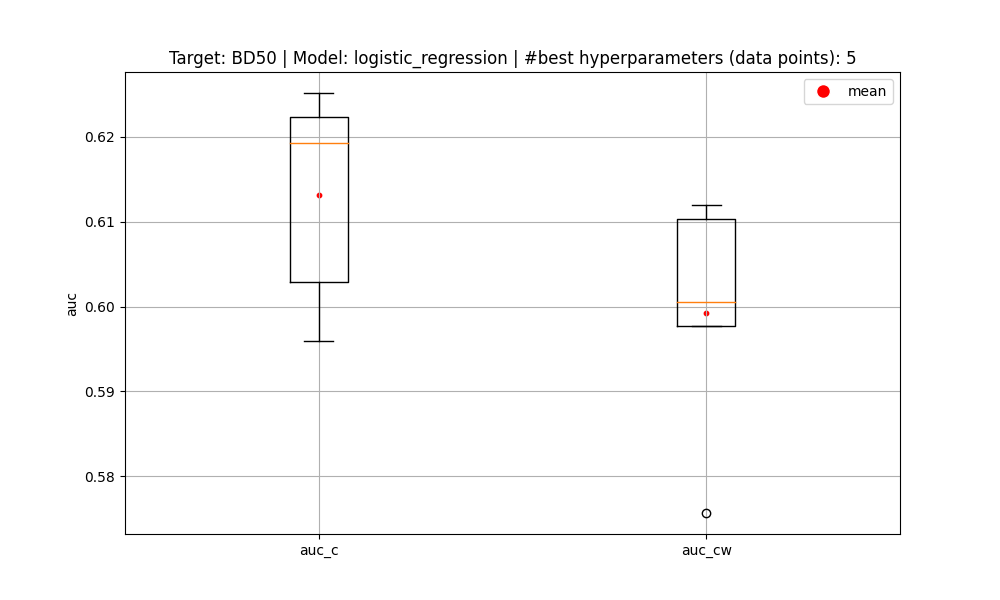 Target: BD50 | Model: logistic_regression | #best hyperparameters (data points): 5
mean
0.62
0.61
0.60
0.59
0.58
auc
auc_c
auc_cw